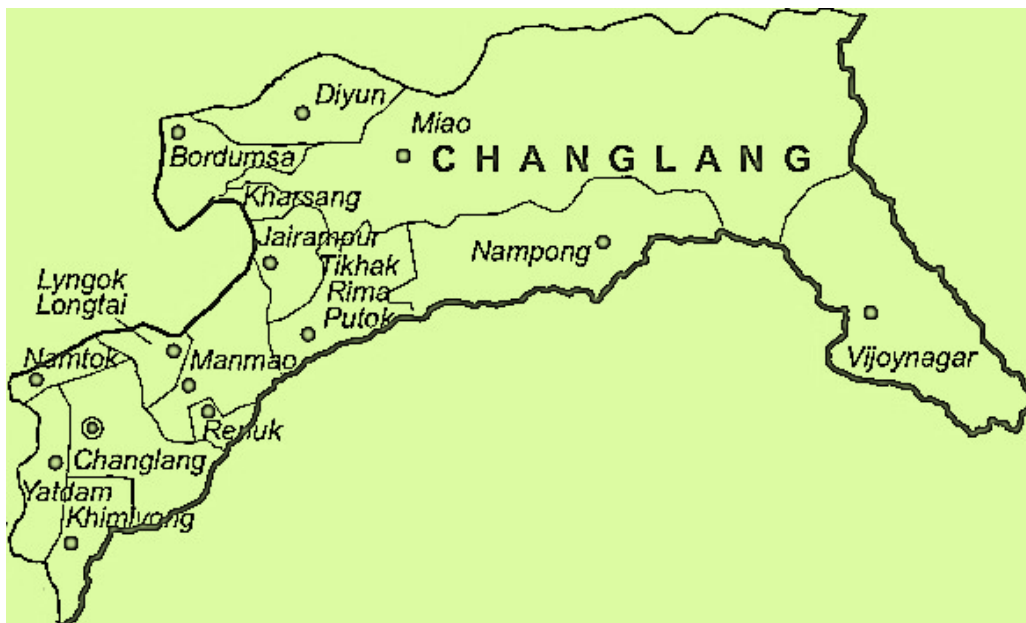 Diyun
Miao
Bordumsa
CHANGLANG
Kharsang
Jairampur
Nampong
Tikhak
Rima
Putok
Lyngok
Longtai
Vijoynagar
Namtok
Manmao
Renuk
Changlang
Yatdam
Khimiyong